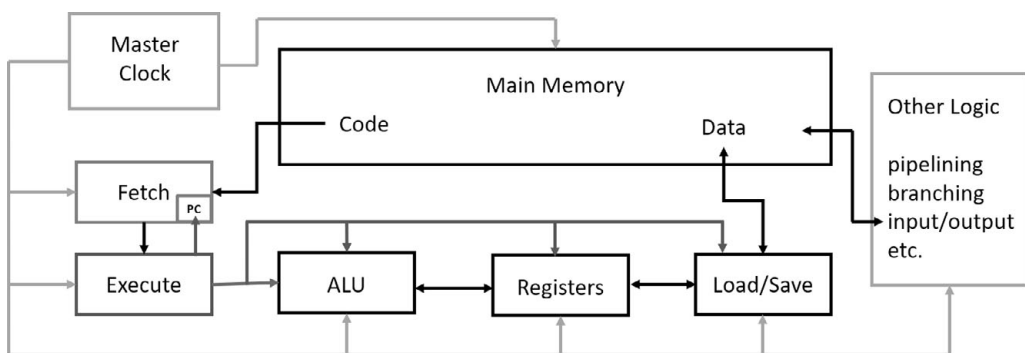 Master
Clock
Main Memory
Code
Data
Other Logic
pipelining
branching
input/output
etc.
Fetch
PC
Execute
ALU
Registers
Load/Save